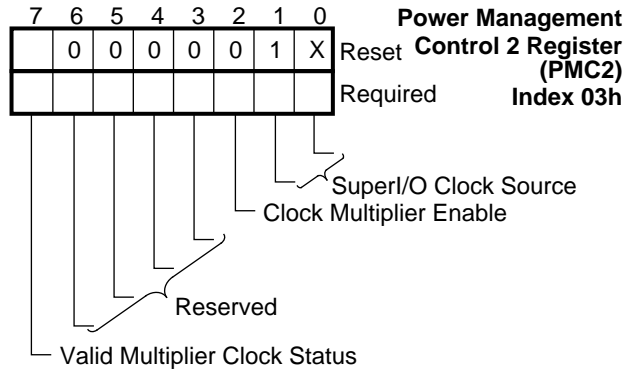 7 6 5 4 3 2 1 0
Power Management
Control 2 Register
(PMC2)
Index 03h
0 0 0 0 0 1 X Reset
Required
SuperI/O Clock Source
Clock Multiplier Enable
Reserved
Valid Multiplier Clock Status